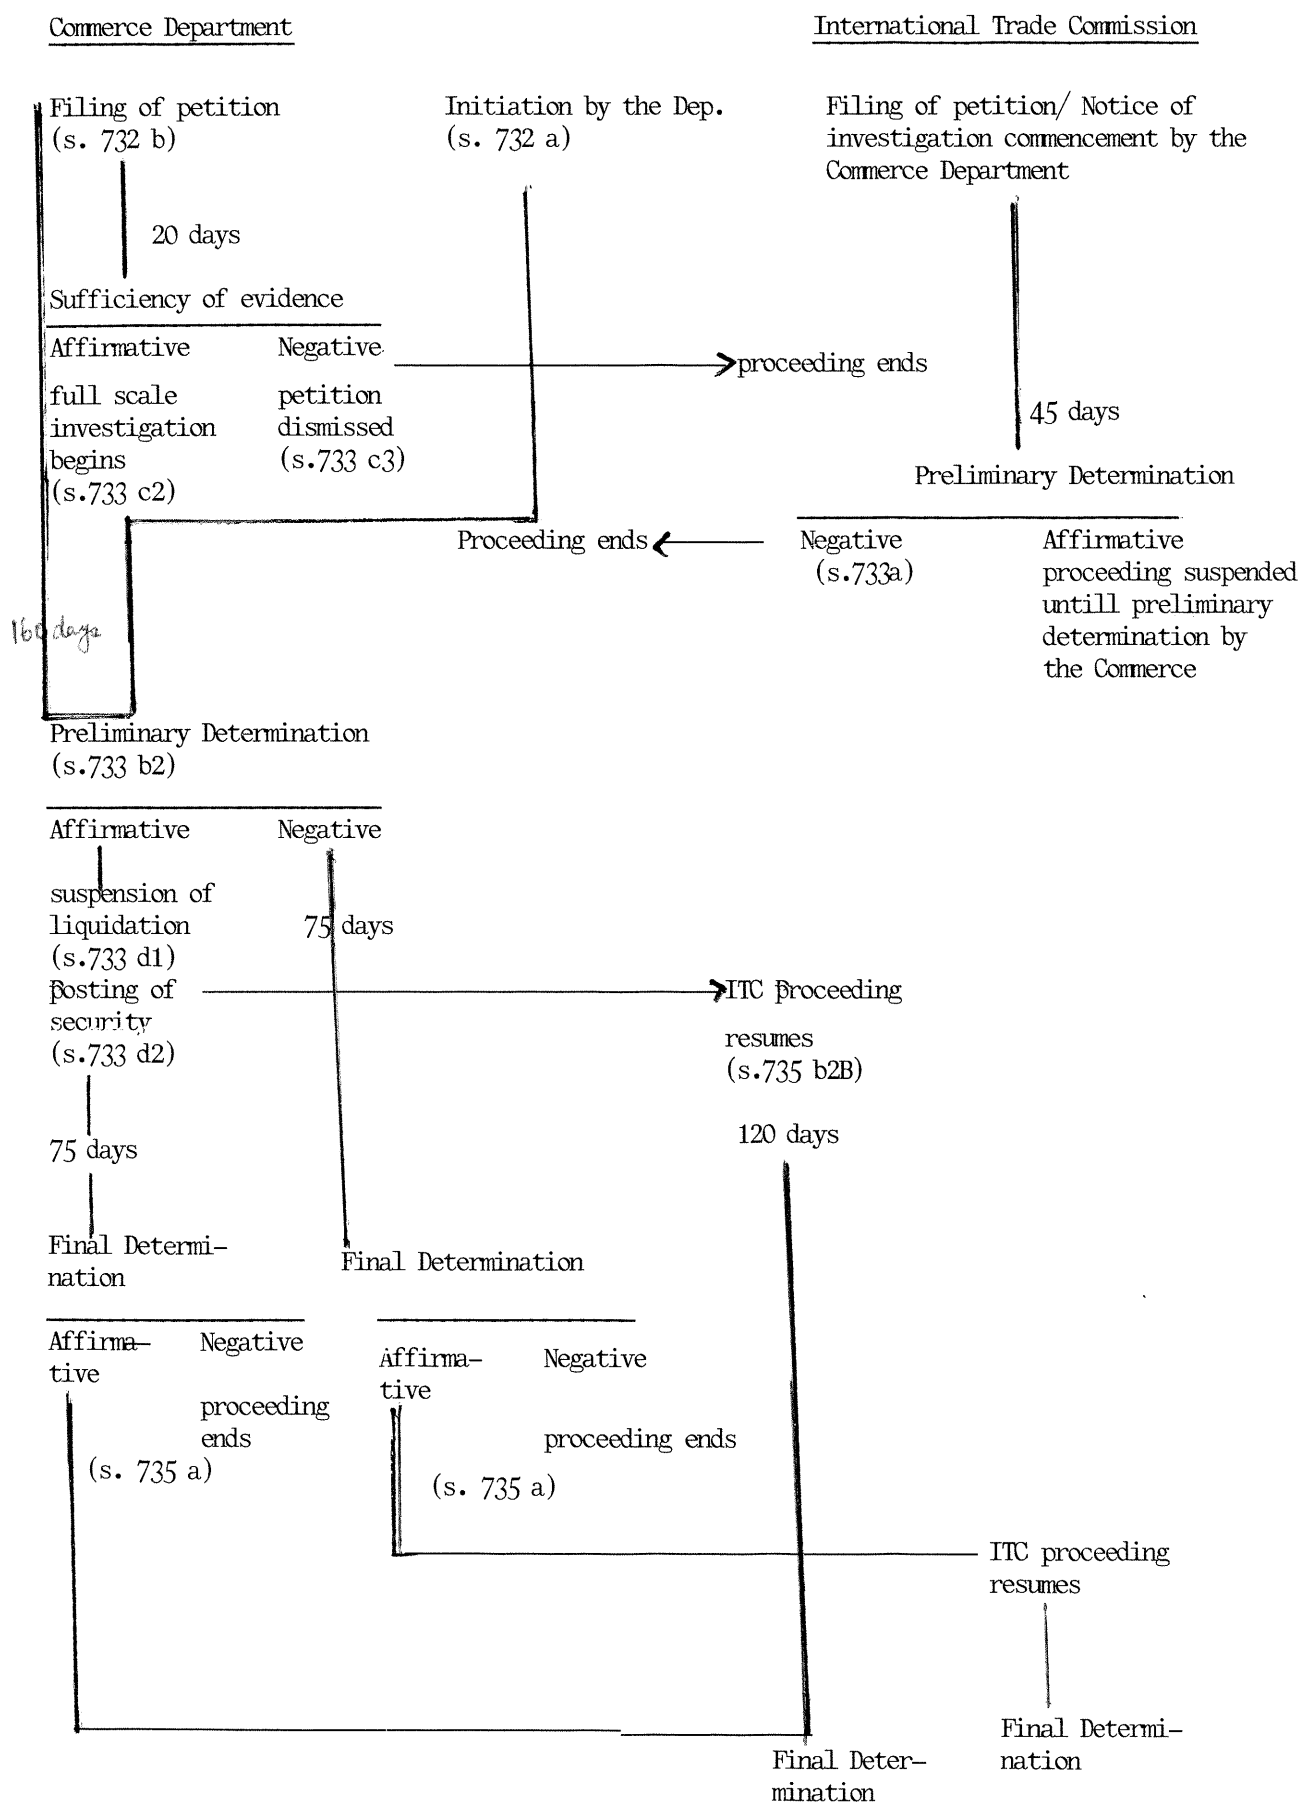 Commerce Department
International Trade Commission
Filing of petition
(s. 732 b)
Initiation by the Dep.
(s. 732 a)
Filing of petition/ Notice of
investigation commencement by the
Commerce Department
20 days
Sufficiency of evidence
Affirmative
Negative
full scale
investigation
begins
(s.733 c2)
petition
dismissed
(s.733 c3)
proceeding ends
45 days
Preliminary Determination
Proceeding ends
Negative
(s.733a)
Affirmative
proceeding suspended
untill preliminary
determination by
the Commerce
160 days
Preliminary Determination
(s.733 b2)
Affirmative
Negative
suspension of
liquidation
(s.733 d1)
posting of
security
(s.733 d2)
75 days
ITC proceeding
resumes
(s.735 b2B)
120 days
75 days
Final Determi-
nation
Final Determination
Affirma-
tive
Negative
proceeding
ends
(s. 735 a)
Affirma-
tive
Negative
proceeding ends
(s. 735 a)
ITC proceeding
resumes
Final Determi-
nation
Final Deter-
mination